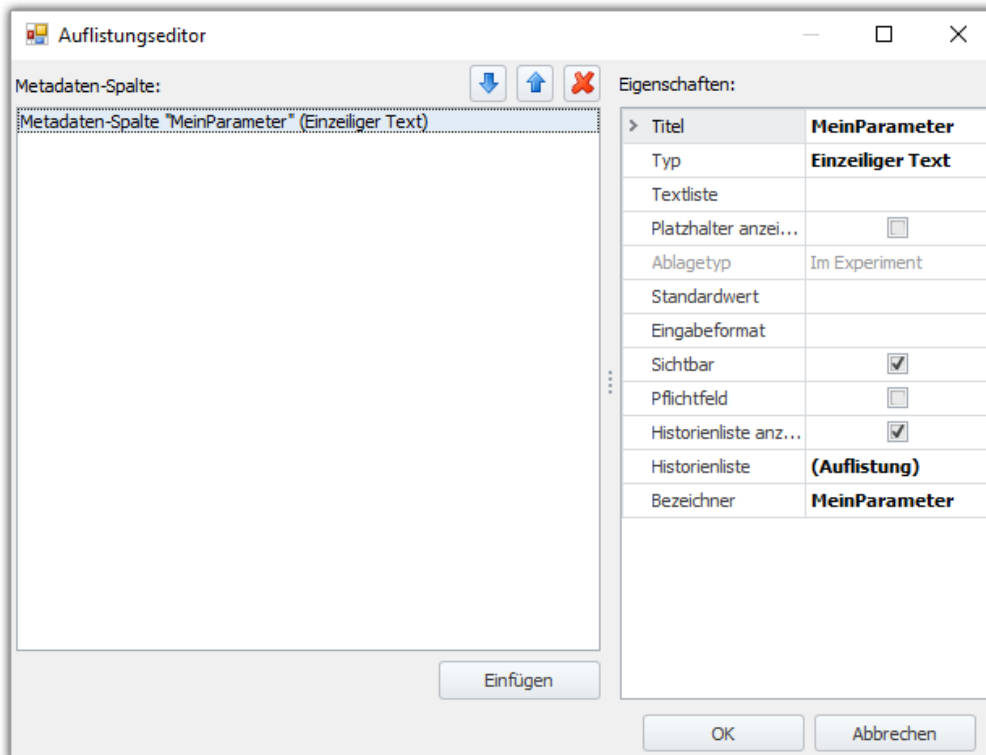 Auflistungseditor
Metadaten-Spalte:
Metadaten-Spalte "MeinParameter" (Einzeiliger Text)
Einfügen
Eigenschaften:
Titel MeinParameter
Typ Einzeiliger Text
Textliste
Platzhalter anzei...
Ablagetyp Im Experiment
Standardwert
Eingabeformat
Sichtbar
Pflichtfeld
Historienliste anz...
Historienliste (Auflistung)
Bezeichner MeinParameter
OK Abbrechen